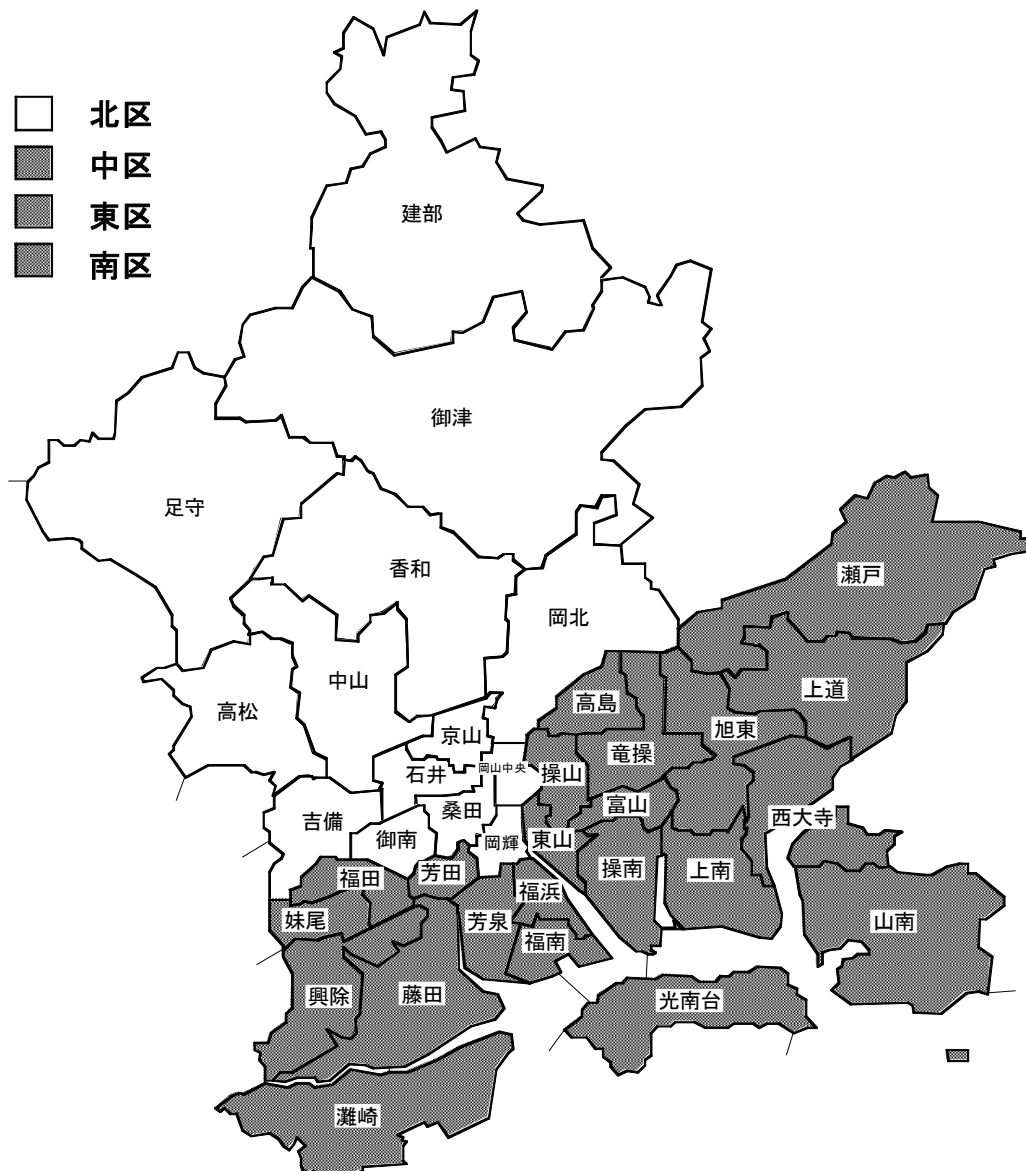 北区
中区
東区
南区
建部
御津
足守
香和
瀬戸
岡北
中山
上道
高松
高島
旭東
京山
竜操
岡山中央
石井
操山
富山
桑田
吉備
西大寺
御南
岡輝
東山
芳田
操南
上南
福田
福浜
妹尾
芳泉
山南
福南
興除
藤田
光南台
灘崎